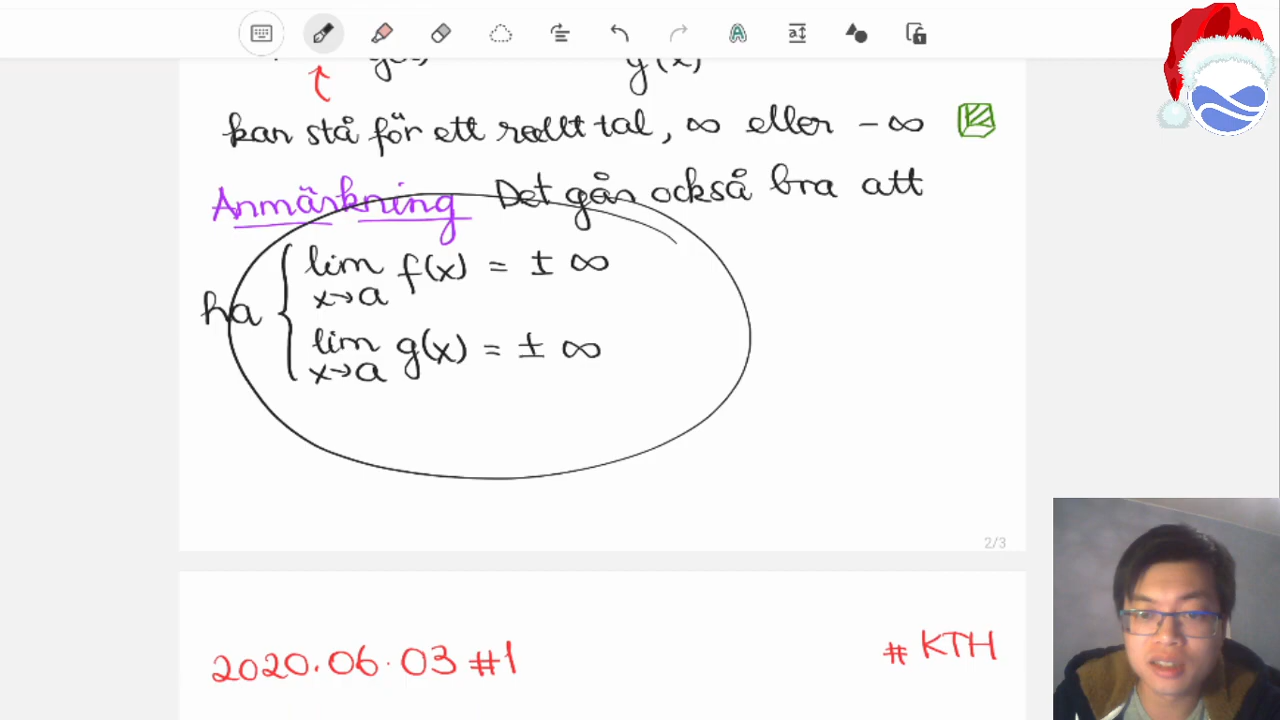 y(x)
kan stå för ett reellt tal, ∞ eller -∞
Anmärkning Det går också bra att
ha { lim x→a f(x) = ± ∞
lim x→a g(x) = ± ∞
2/3
2020.06.03 #1 # KTH